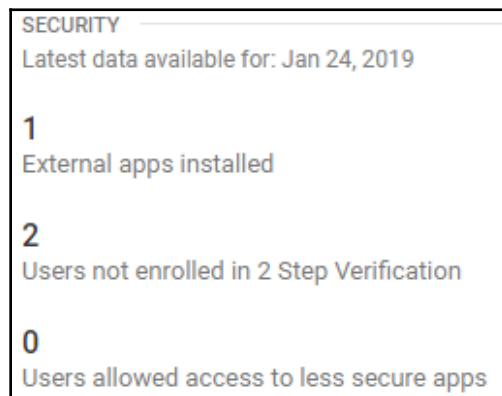 SECURITY
Latest data available for: Jan 24, 2019
1
External apps installed
2
Users not enrolled in 2 Step Verification
0
Users allowed access to less secure apps